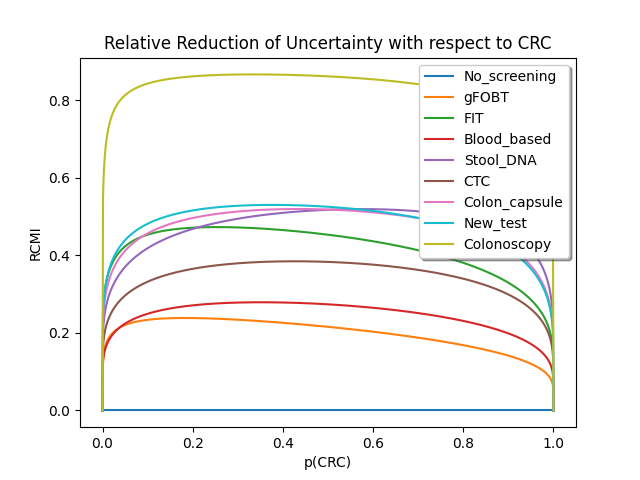 Relative Reduction of Uncertainty with respect to CRC
RCMI
0.8
0.6
0.4
0.2
0.0
No_screening
gFOBT
FIT
Blood_based
Stool_DNA
CTC
Colon_capsule
New_test
Colonoscopy
0.0 0.2 0.4 0.6 0.8 1.0
p(CRC)